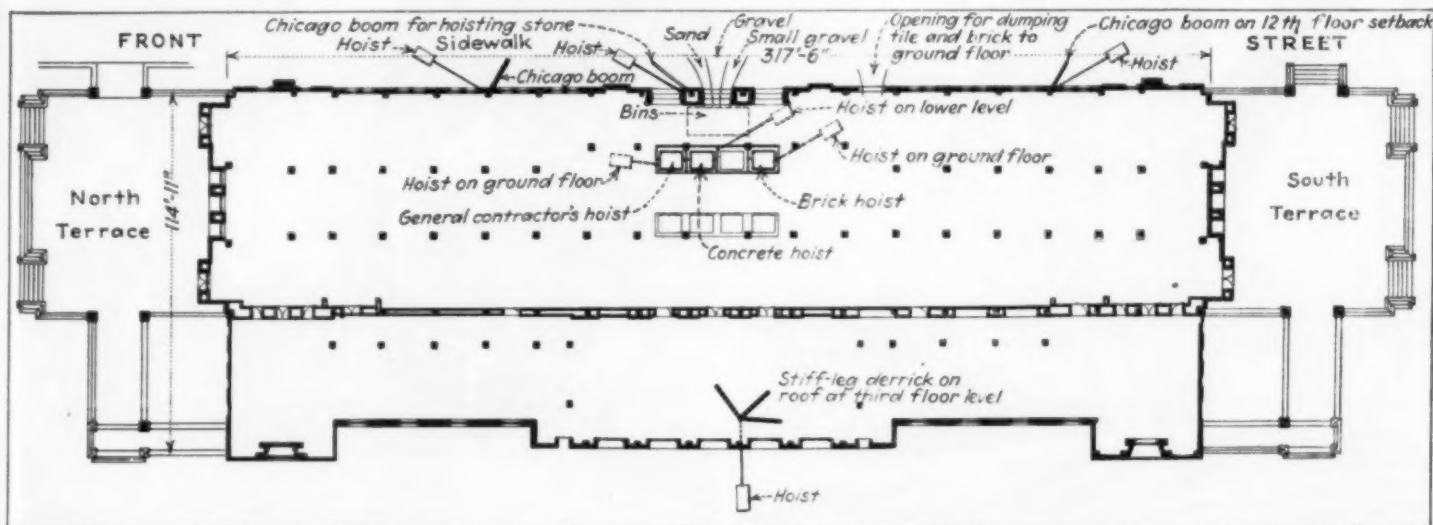 Chicago boom for hoisting stone
Gravel
Opening for dumping
tile and brick to
ground floor
Chicago boom on 12th floor setback
FRONT
Hoist
Sidewalk
Hoist
Sand
Small gravel
317'-6"
STREET
Hoist
Chicago boom
Bins
Hoist on lower level
Hoist on ground floor
Hoist on ground floor
114'-11"
North
Terrace
South
Terrace
General contractor's hoist
Brick hoist
Concrete hoist
Stiff-leg derrick on
roof at third floor level
Hoist